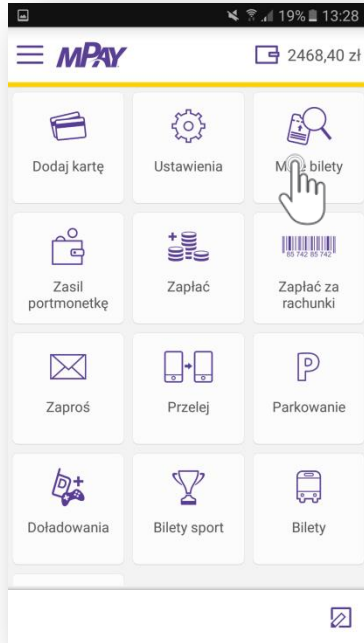 19% 13:28
mPAY 2468,40 zł
Dodaj kartę
Ustawienia
bilety
Zasil
portmonetkę
Zapłać
85 742 85 742
Zapłać za
rachunki
Zaproś
Przelej
P
Parkowanie
Doładowania
Bilety sport
Bilety